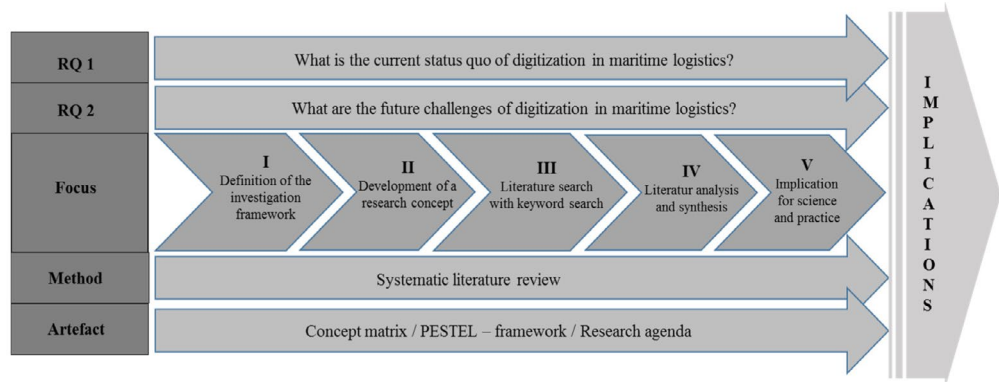 RQ 1
What is the current status quo of digitization in maritime logistics?
RQ 2
What are the future challenges of digitization in maritime logistics?
Focus
I
Definition of the
investigation
framework
II
Development of a
research concept
III
Literature search
with keyword search
IV
Literatur analysis
and synthesis
V
Implication
for science
and practice
Method
Systematic literature review
Artefact
Concept matrix / PESTEL – framework / Research agenda
IMPLICATIONS